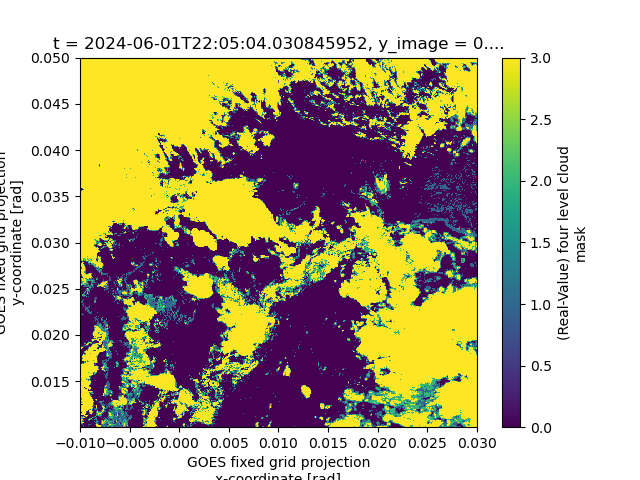 t = 2024-06-01T22:05:04.030845952, y_image = 0....
0.050
0.045
0.040
0.035
0.030
0.025
0.020
0.015
GOES fixed grid projection
y-coordinate [rad]
−0.010 −0.005 0.000 0.005 0.010 0.015 0.020 0.025 0.030
GOES fixed grid projection
x-coordinate [rad]
3.0
2.5
2.0
1.5
1.0
0.5
0.0
(Real-Value) four level cloud
mask